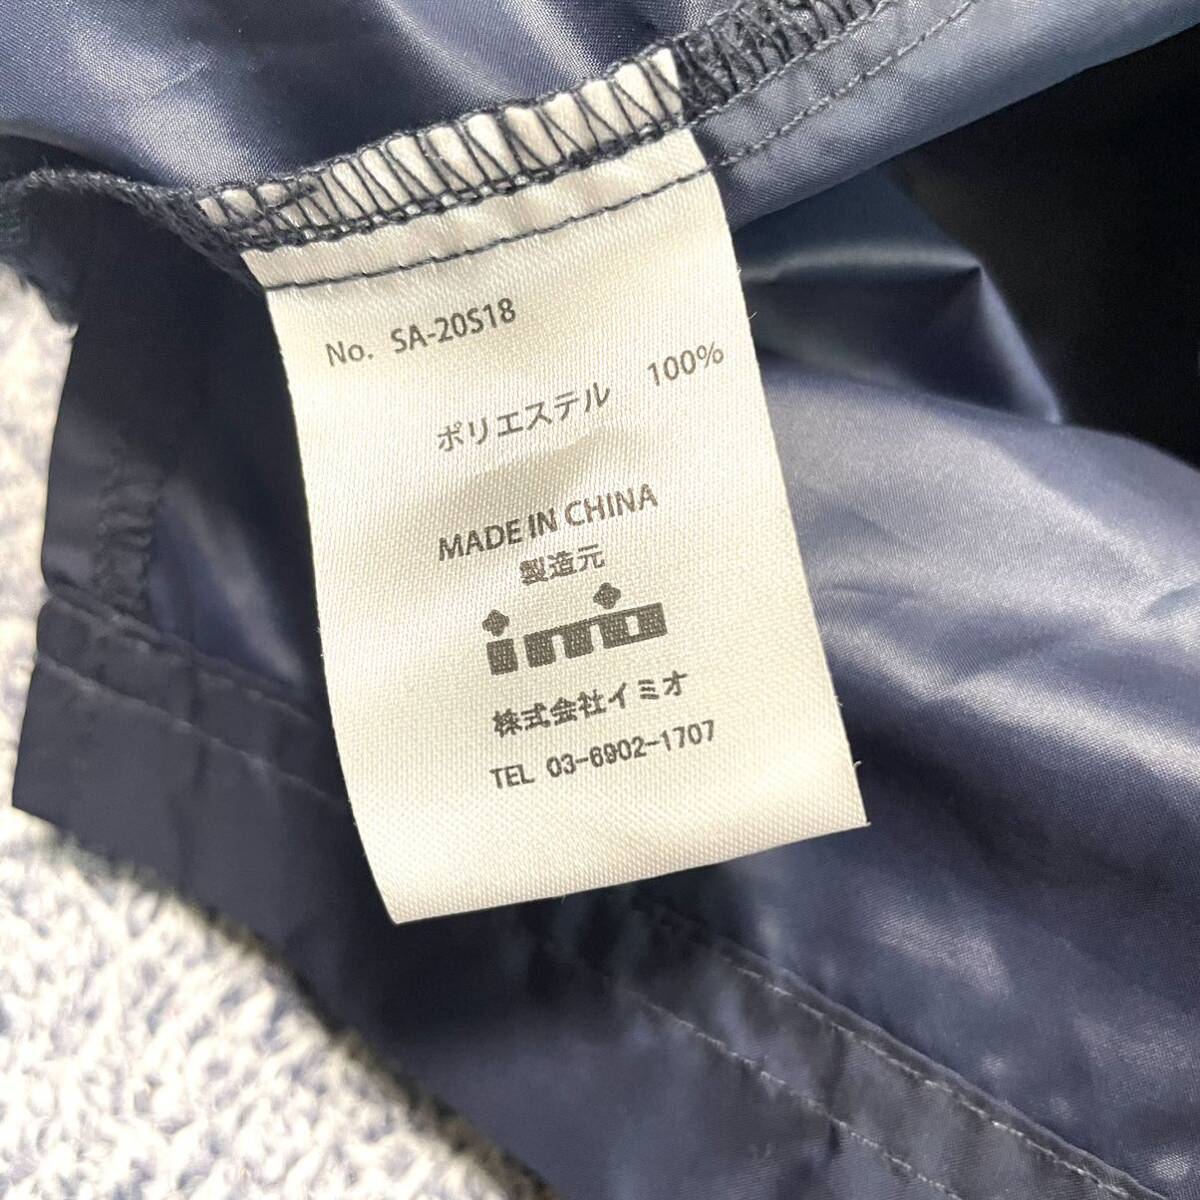 No. SA-20S18
ポリエステル 100%
MADE IN CHINA
製造元
imio
株式会社イミオ
TEL 03-6902-1707